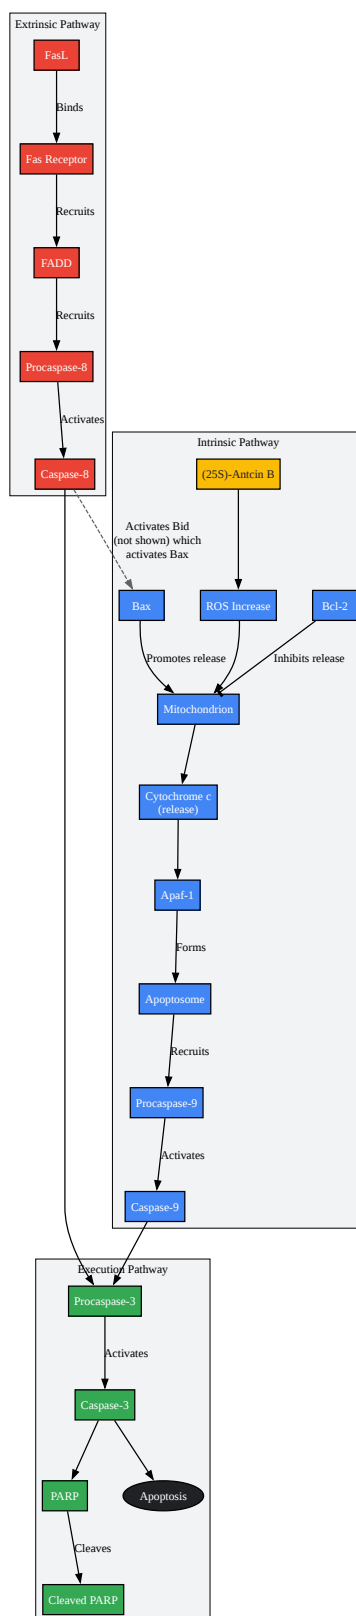 Extrinsic Pathway
FasL
Binds
Fas Receptor
Recruits
FADD
Recruits
Procaspase-8
Activates
Caspase-8
Intrinsic Pathway
(25S)-Antcin B
Activates Bid
(not shown) which
activates Bax
Bax
ROS Increase
Bcl-2
Promotes release
Inhibits release
Mitochondrion
Cytochrome c
(release)
Apaf-1
Forms
Apoptosome
Recruits
Procaspase-9
Activates
Caspase-9
Execution Pathway
Procaspase-3
Activates
Caspase-3
PARP
Apoptosis
Cleaves
Cleaved PARP